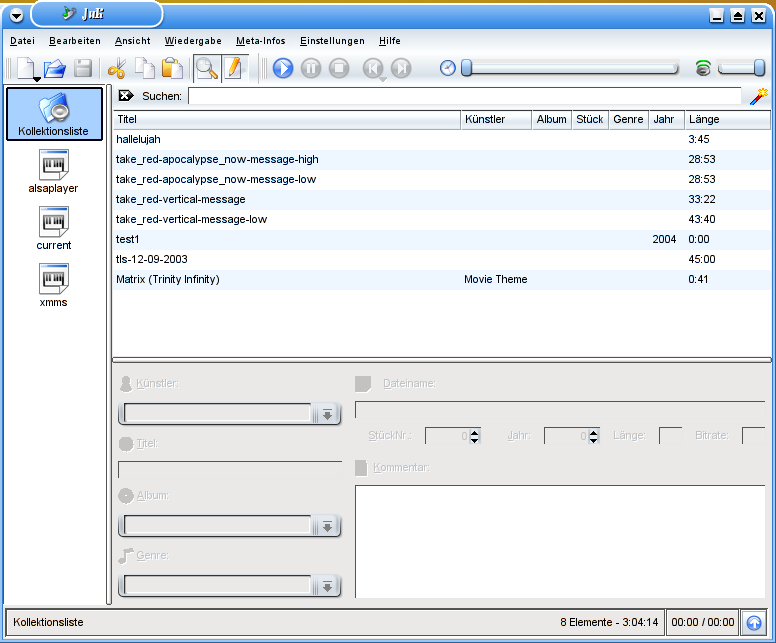 JuK
Datei Bearbeiten Ansicht Wiedergabe Meta-Infos Einstellungen Hilfe
Suchen:
Kollektionsliste
alsaplayer
current
xmms
Titel Künstler Album Stück Genre Jahr Länge
hallelujah 3:45
take_red-apocalypse_now-message-high 28:53
take_red-apocalypse_now-message-low 28:53
take_red-vertical-message 33:22
take_red-vertical-message-low 43:40
test1 2004 0:00
tls-12-09-2003 45:00
Matrix (Trinity Infinity) Movie Theme 0:41
Künstler: Dateiname:
StückNr.: 0 Jahr: 0 Länge: Bitrate:
Titel:
Kommentar:
Album:
Genre:
Kollektionsliste 8 Elemente - 3:04:14 00:00 / 00:00